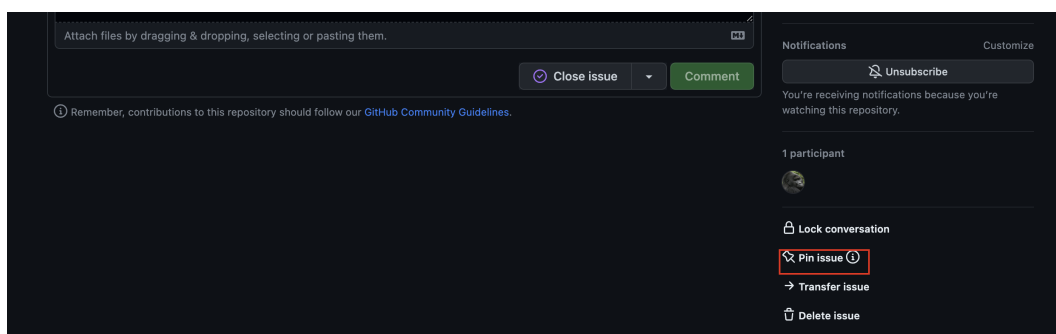 Attach files by dragging & dropping, selecting or pasting them.
Close issue
Comment
Remember, contributions to this repository should follow our GitHub Community Guidelines.
Notifications
Customize
Unsubscribe
You're receiving notifications because you're
watching this repository.
1 participant
Lock conversation
Pin issue
Transfer issue
Delete issue